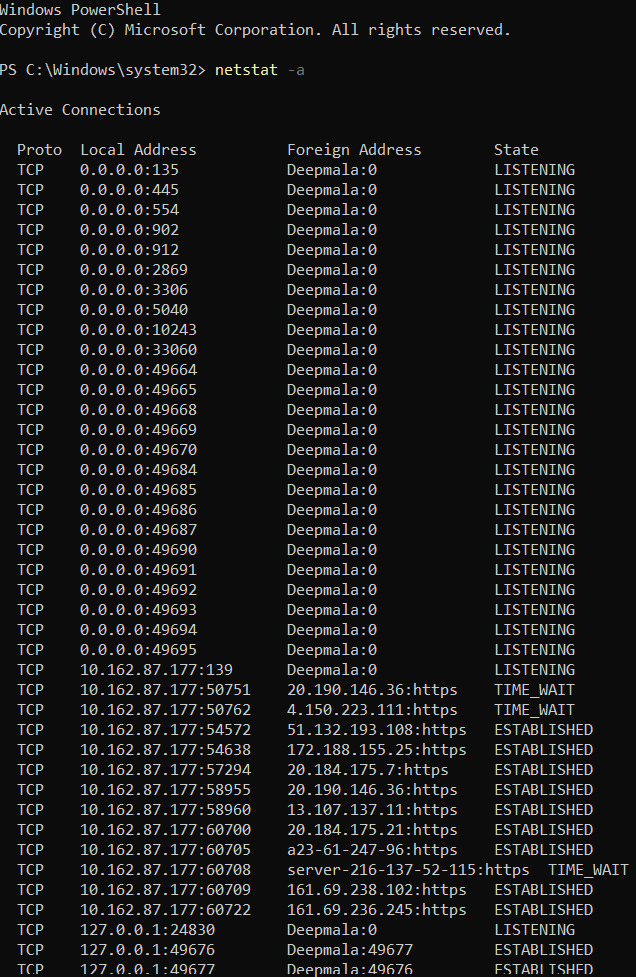 Windows PowerShell
Copyright (C) Microsoft Corporation. All rights reserved.
PS C:\Windows\system32> netstat -a
Active Connections
Proto  Local Address          Foreign Address        State
TCP    0.0.0.0:135            Deepmala:0             LISTENING
TCP    0.0.0.0:445            Deepmala:0             LISTENING
TCP    0.0.0.0:554            Deepmala:0             LISTENING
TCP    0.0.0.0:902            Deepmala:0             LISTENING
TCP    0.0.0.0:912            Deepmala:0             LISTENING
TCP    0.0.0.0:2869           Deepmala:0             LISTENING
TCP    0.0.0.0:3306           Deepmala:0             LISTENING
TCP    0.0.0.0:5040           Deepmala:0             LISTENING
TCP    0.0.0.0:10243          Deepmala:0             LISTENING
TCP    0.0.0.0:33060          Deepmala:0             LISTENING
TCP    0.0.0.0:49664          Deepmala:0             LISTENING
TCP    0.0.0.0:49665          Deepmala:0             LISTENING
TCP    0.0.0.0:49668          Deepmala:0             LISTENING
TCP    0.0.0.0:49669          Deepmala:0             LISTENING
TCP    0.0.0.0:49670          Deepmala:0             LISTENING
TCP    0.0.0.0:49684          Deepmala:0             LISTENING
TCP    0.0.0.0:49685          Deepmala:0             LISTENING
TCP    0.0.0.0:49686          Deepmala:0             LISTENING
TCP    0.0.0.0:49687          Deepmala:0             LISTENING
TCP    0.0.0.0:49690          Deepmala:0             LISTENING
TCP    0.0.0.0:49691          Deepmala:0             LISTENING
TCP    0.0.0.0:49692          Deepmala:0             LISTENING
TCP    0.0.0.0:49693          Deepmala:0             LISTENING
TCP    0.0.0.0:49694          Deepmala:0             LISTENING
TCP    0.0.0.0:49695          Deepmala:0             LISTENING
TCP    10.162.87.177:139      Deepmala:0             LISTENING
TCP    10.162.87.177:50751    20.190.146.36:https    TIME_WAIT
TCP    10.162.87.177:50762    4.150.223.111:https    TIME_WAIT
TCP    10.162.87.177:54572    51.132.193.108:https   ESTABLISHED
TCP    10.162.87.177:54638    172.188.155.25:https   ESTABLISHED
TCP    10.162.87.177:57294    20.184.175.7:https     ESTABLISHED
TCP    10.162.87.177:58955    20.190.146.36:https    ESTABLISHED
TCP    10.162.87.177:58960    13.107.137.11:https    ESTABLISHED
TCP    10.162.87.177:60700    20.184.175.21:https    ESTABLISHED
TCP    10.162.87.177:60705    a23-61-247-96:https    ESTABLISHED
TCP    10.162.87.177:60708    server-216-137-52-115:https  TIME_WAIT
TCP    10.162.87.177:60709    161.69.238.102:https   ESTABLISHED
TCP    10.162.87.177:60722    161.69.236.245:https   ESTABLISHED
TCP    127.0.0.1:24830        Deepmala:0             LISTENING
TCP    127.0.0.1:49676        Deepmala:49677         ESTABLISHED
TCP    127.0.0.1:49677        Deepmala:49676         ESTABLISHED